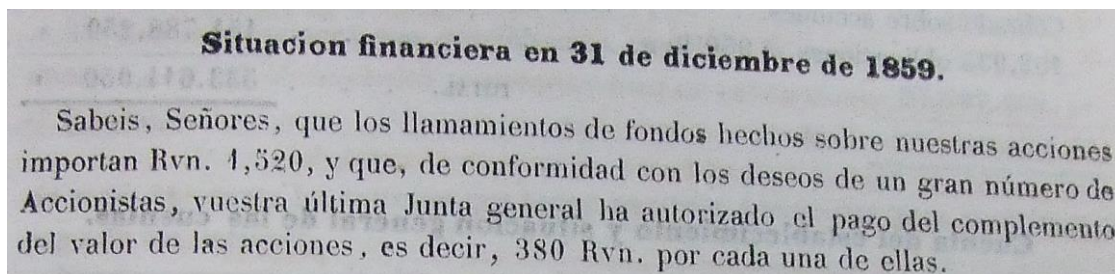 Situacion financiera en 31 de diciembre de 1859.
Sabeis, Señores, que los llamamientos de fondos hechos sobre nuestras acciones
importan Rvn. 1,520, y que, de conformidad con los deseos de un gran número de
Accionistas, vuestra última Junta general ha autorizado el pago del complemento
del valor de las acciones, es decir, 380 Rvn. por cada una de ellas.